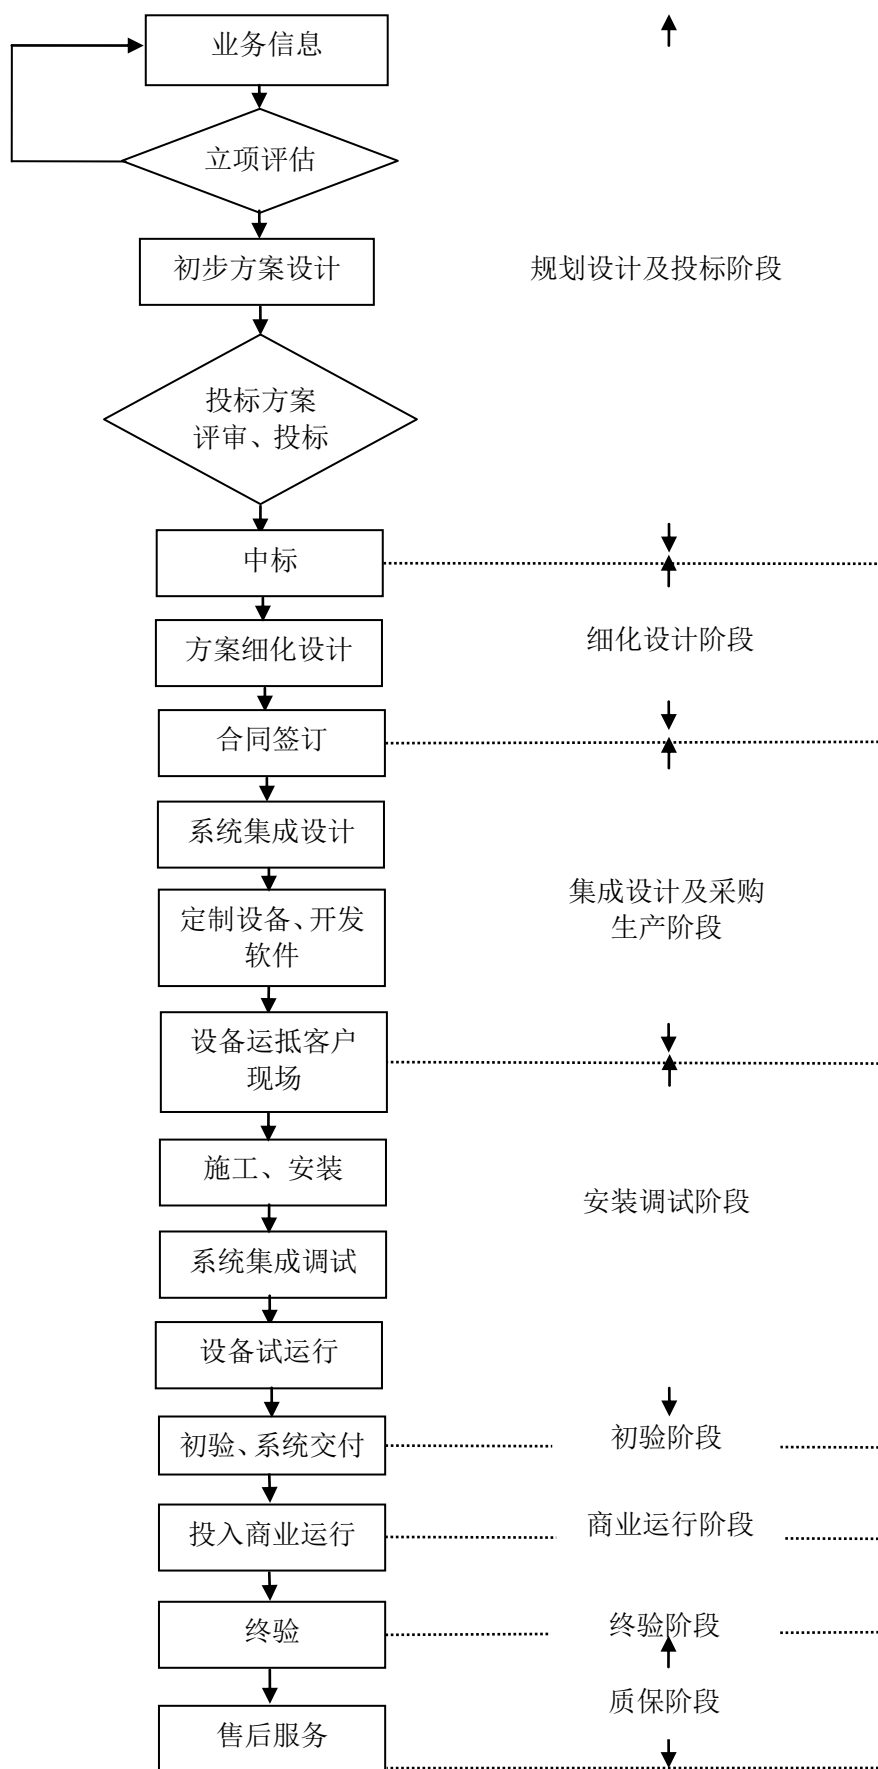 业务信息
立项评估
初步方案设计
规划设计及投标阶段
投标方案
评审、投标
中标
方案细化设计
细化设计阶段
合同签订
系统集成设计
定制设备、开发
软件
集成设计及采购
生产阶段
设备运抵客户
现场
施工、安装
安装调试阶段
系统集成调试
设备试运行
初验、系统交付
初验阶段
投入商业运行
商业运行阶段
终验
终验阶段
质保阶段
售后服务